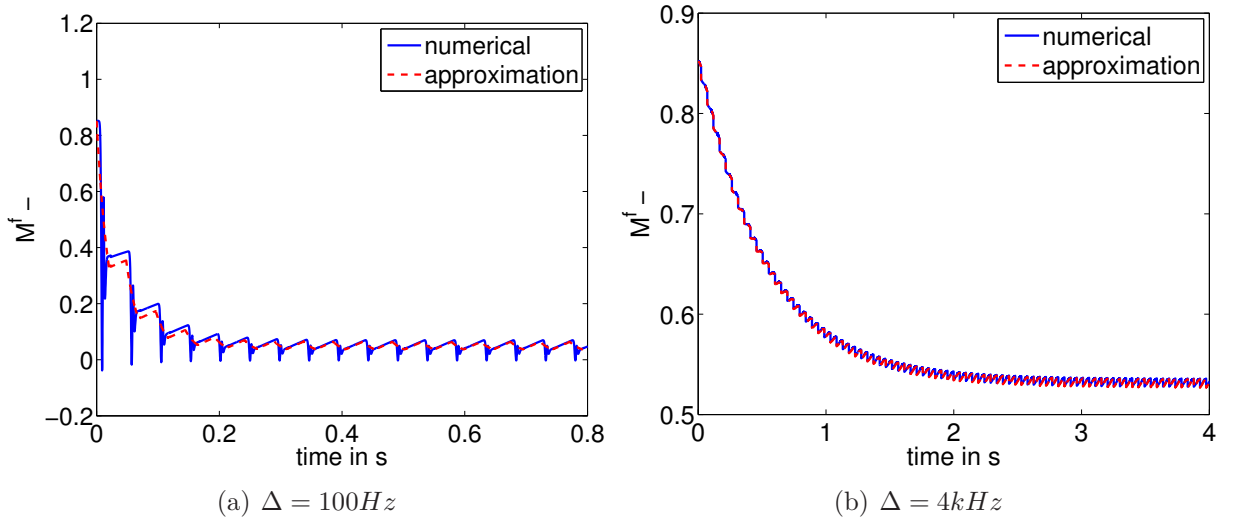 1.2
1
0.8
0.6
0.4
0.2
0
−0.2
M^f −
numerical
approximation
0
0.2
0.4
0.6
0.8
time in s
(a) Δ = 100Hz
0.9
0.8
0.7
0.6
0.5
M^f −
numerical
approximation
0
1
2
3
4
time in s
(b) Δ = 4kHz